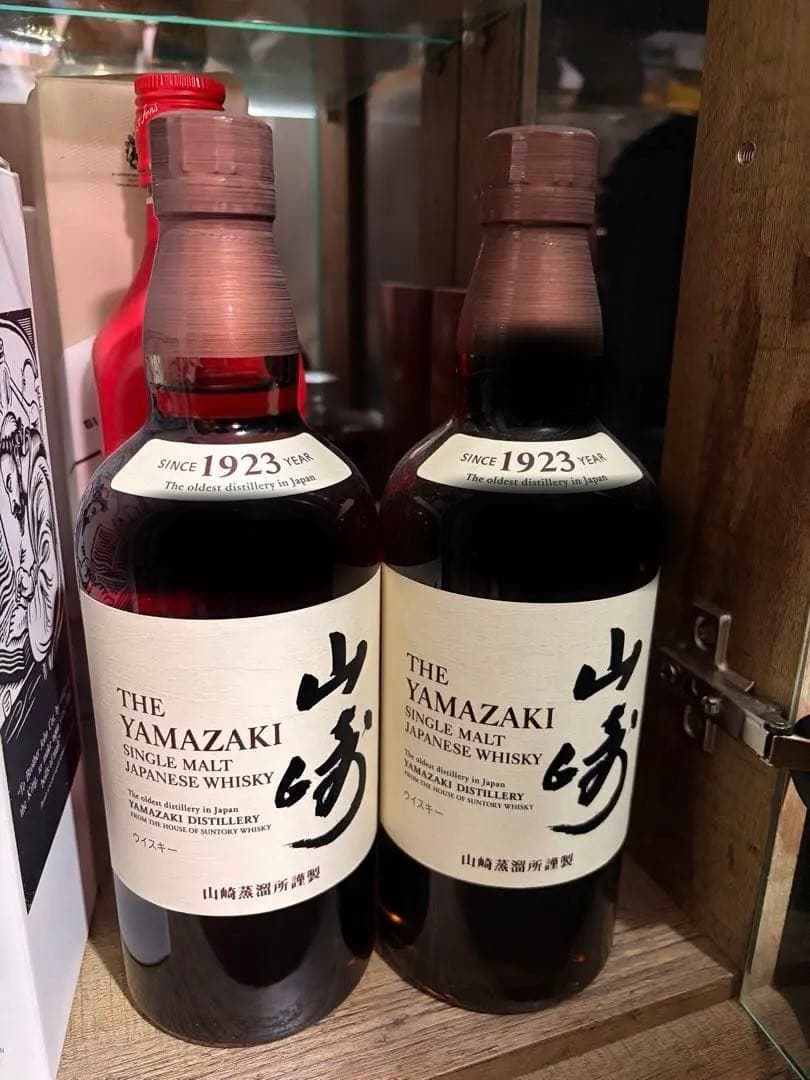 SINCE 1923 YEAR
The oldest distillery in Japan
THE
YAMAZAKI
SINGLE MALT
JAPANESE WHISKY
The oldest distillery in Japan
YAMAZAKI DISTILLERY
FROM THE HOUSE OF SUNTORY WHISKY
ウイスキー
山崎
山崎蒸溜所謹製
SINCE 1923 YEAR
The oldest distillery in Japan
THE
YAMAZAKI
SINGLE MALT
JAPANESE WHISKY
The oldest distillery in Japan
YAMAZAKI DISTILLERY
FROM THE HOUSE OF SUNTORY WHISKY
ウイスキー
山崎
山崎蒸溜所謹製